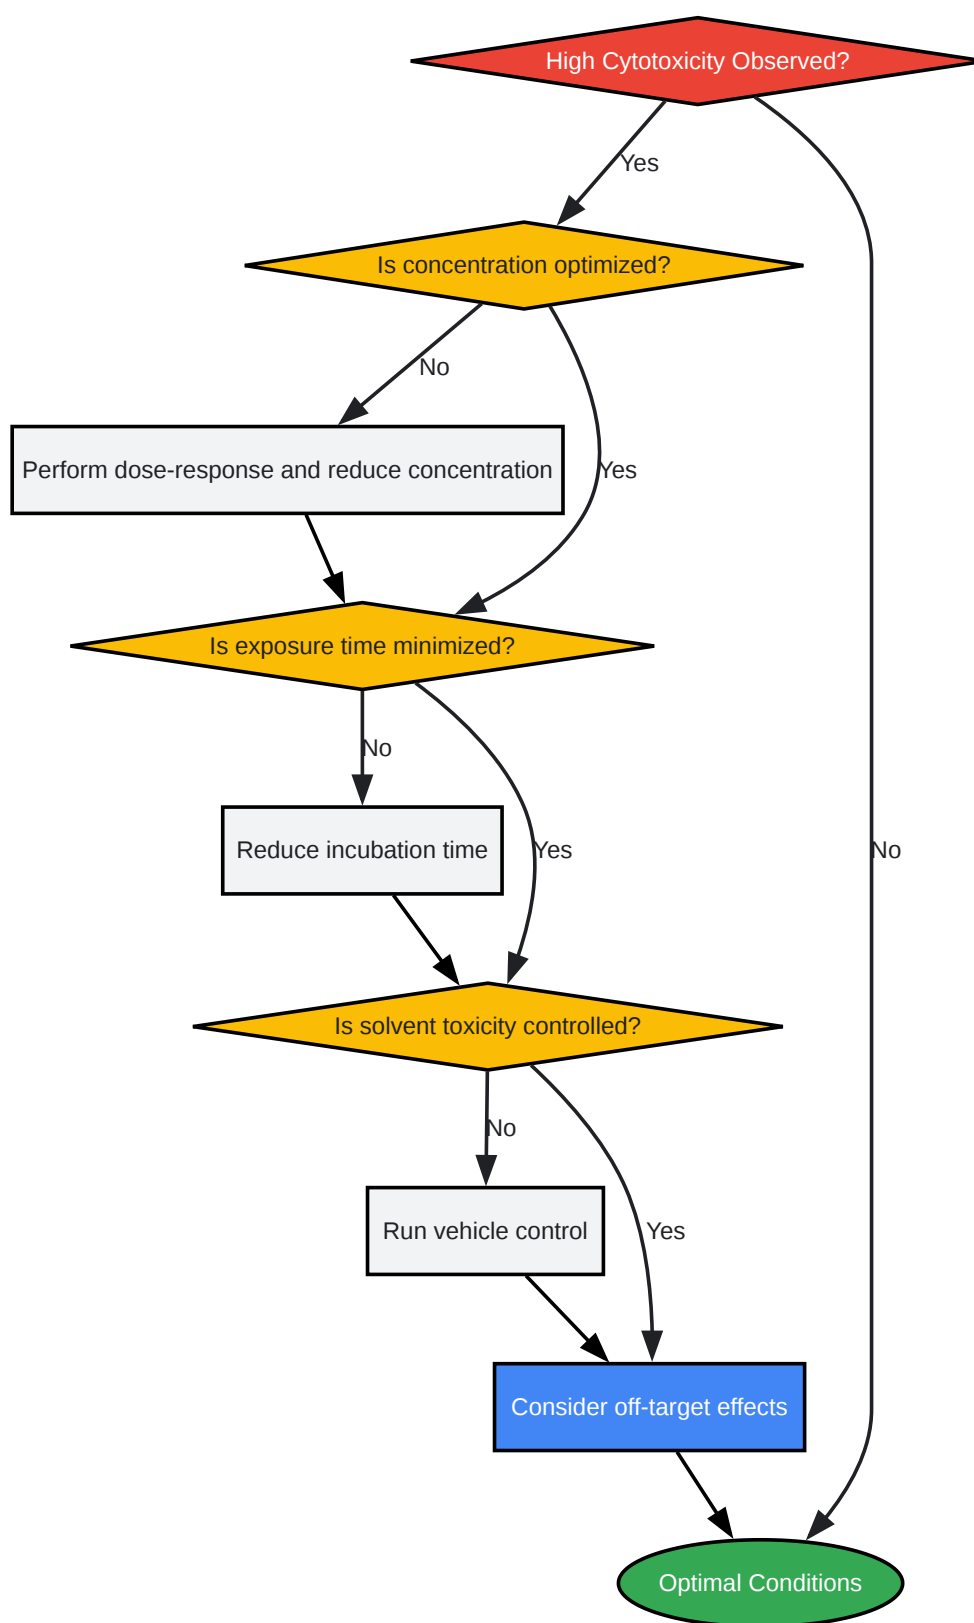 High Cytotoxicity Observed?
Yes
Is concentration optimized?
No
Perform dose-response and reduce concentration
Yes
Is exposure time minimized?
No
Reduce incubation time
Yes
No
Is solvent toxicity controlled?
No
Run vehicle control
Yes
Consider off-target effects
Optimal Conditions